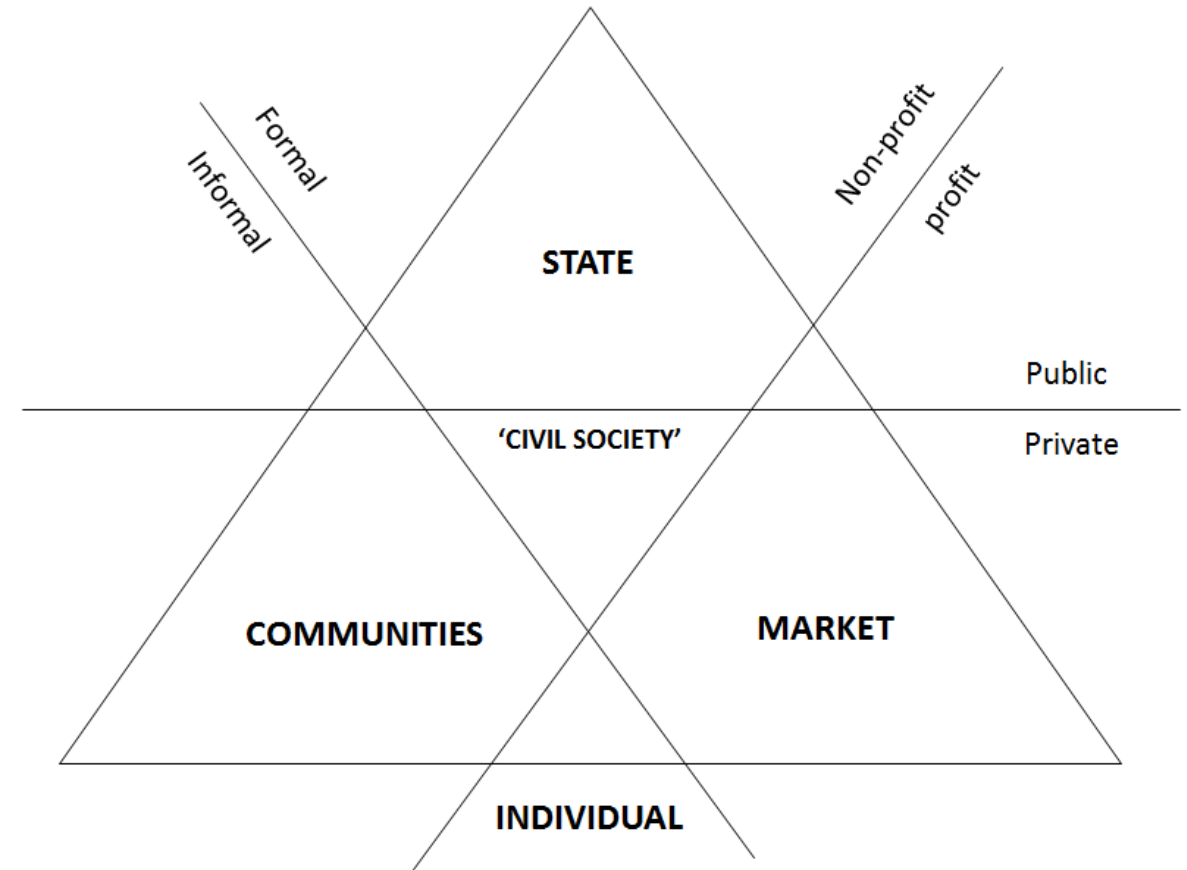 Formal
Informal
Non-profit
profit
STATE
Public
‘CIVIL SOCIETY’
Private
COMMUNITIES
MARKET
INDIVIDUAL